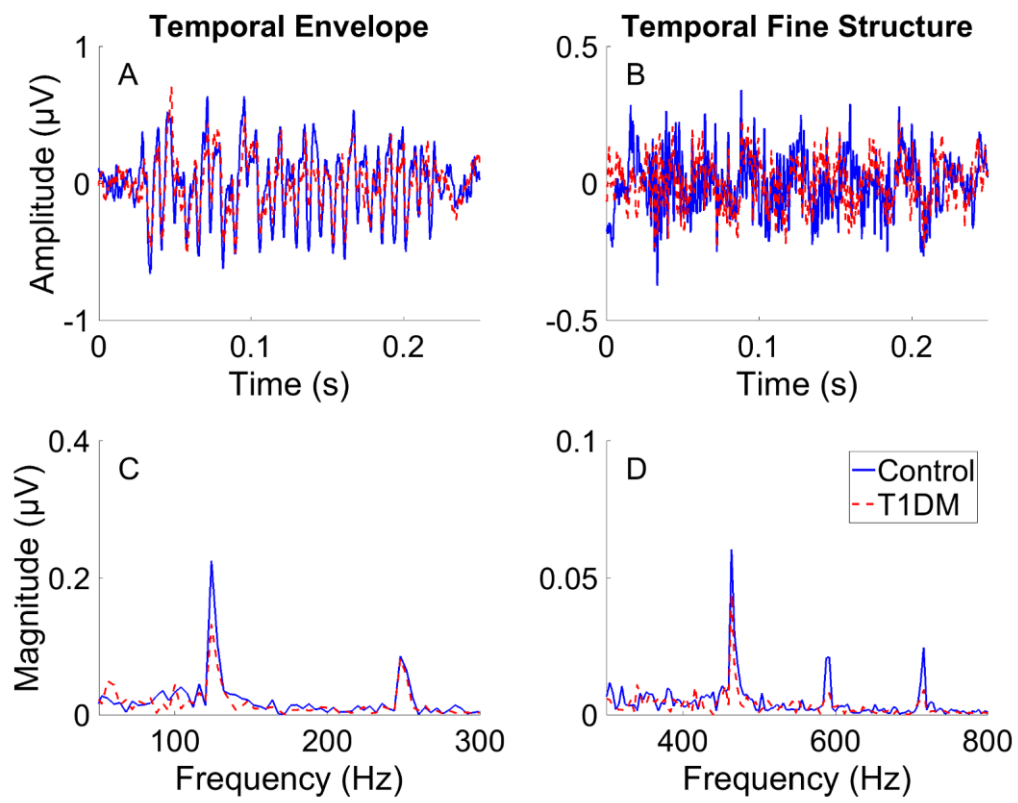 Temporal Envelope
Temporal Fine Structure
A
1
0
-1
Amplitude (µV)
0
0.1
0.2
Time (s)
B
0.5
0
-0.5
0
0.1
0.2
Time (s)
C
0.4
0.2
0
Magnitude (µV)
100
200
300
Frequency (Hz)
D
0.1
0.05
0
Control
T1DM
400
600
800
Frequency (Hz)